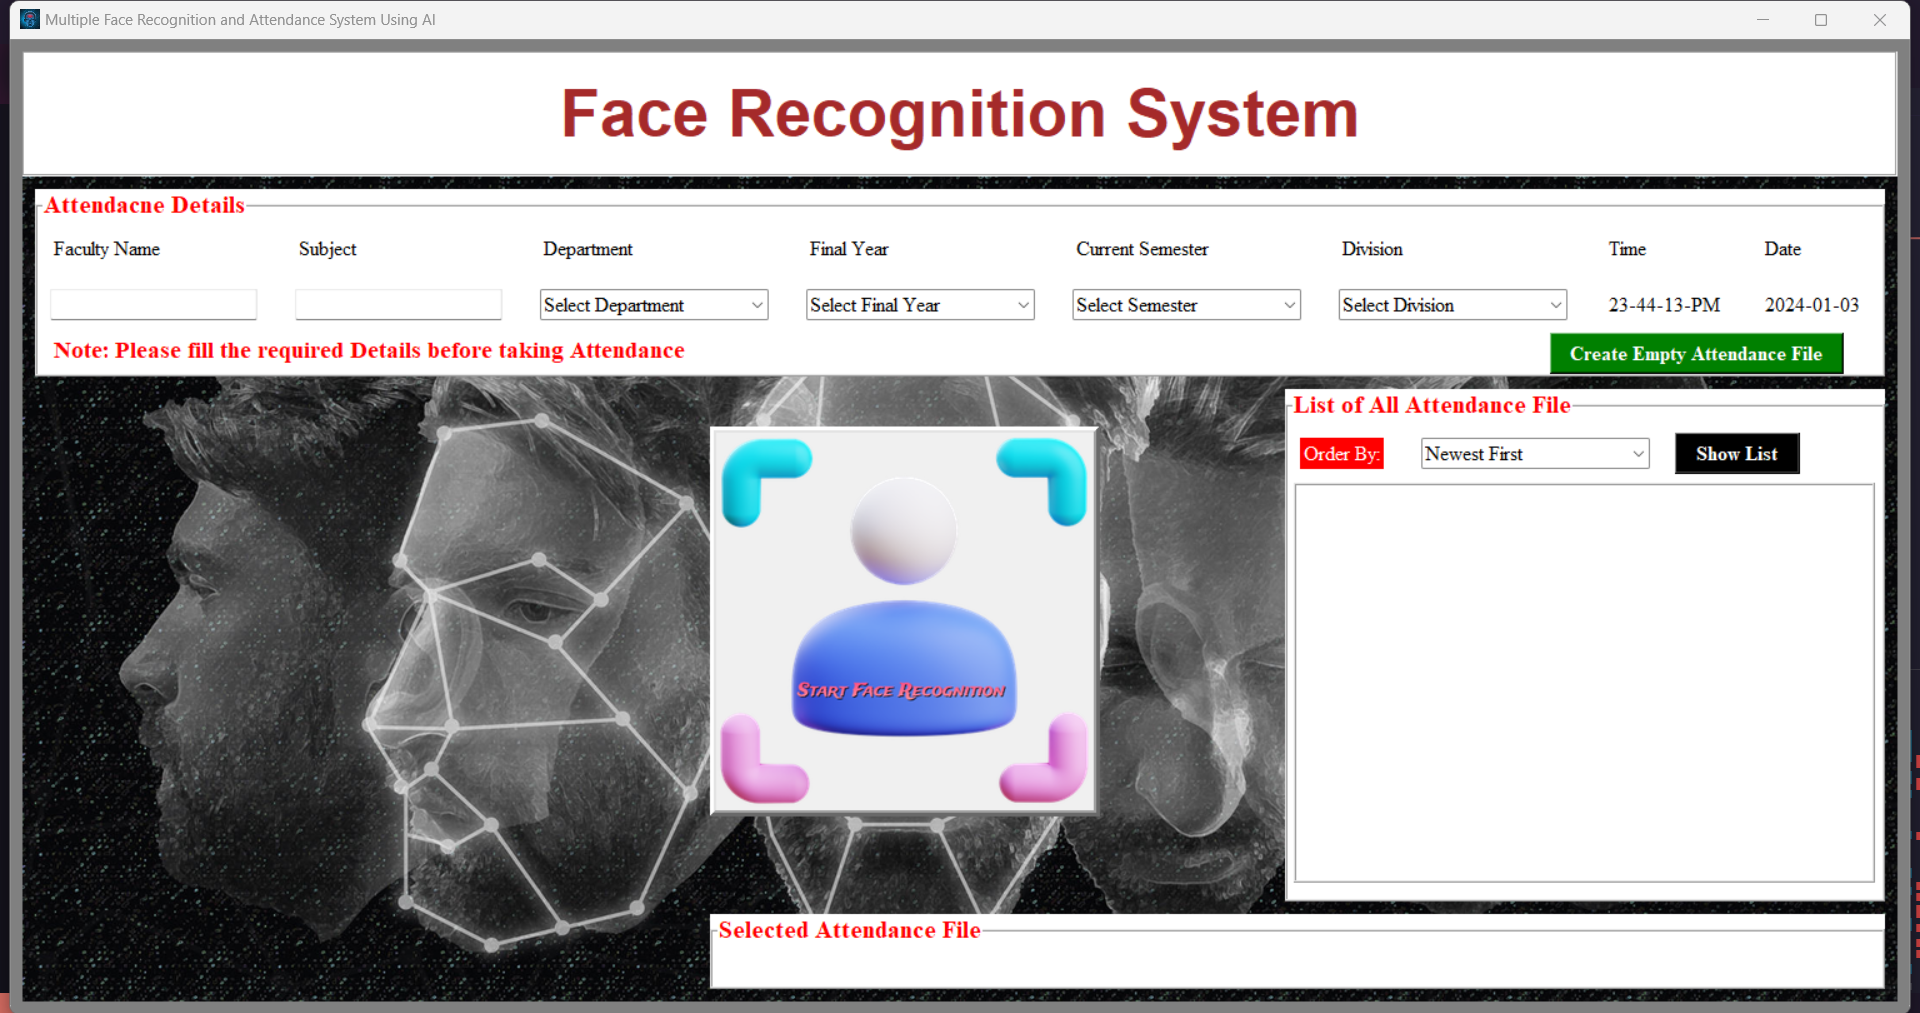 Multiple Face Recognition and Attendance System Using AI
Face Recognition System
Attendacne Details
Faculty Name Subject Department Final Year Current Semester Division Time Date
Select Department Select Final Year Select Semester Select Division 23-44-13-PM 2024-01-03
Note: Please fill the required Details before taking Attendance
Create Empty Attendance File
List of All Attendance File
Order By: Newest First Show List
Start Face Recognition
Selected Attendance File